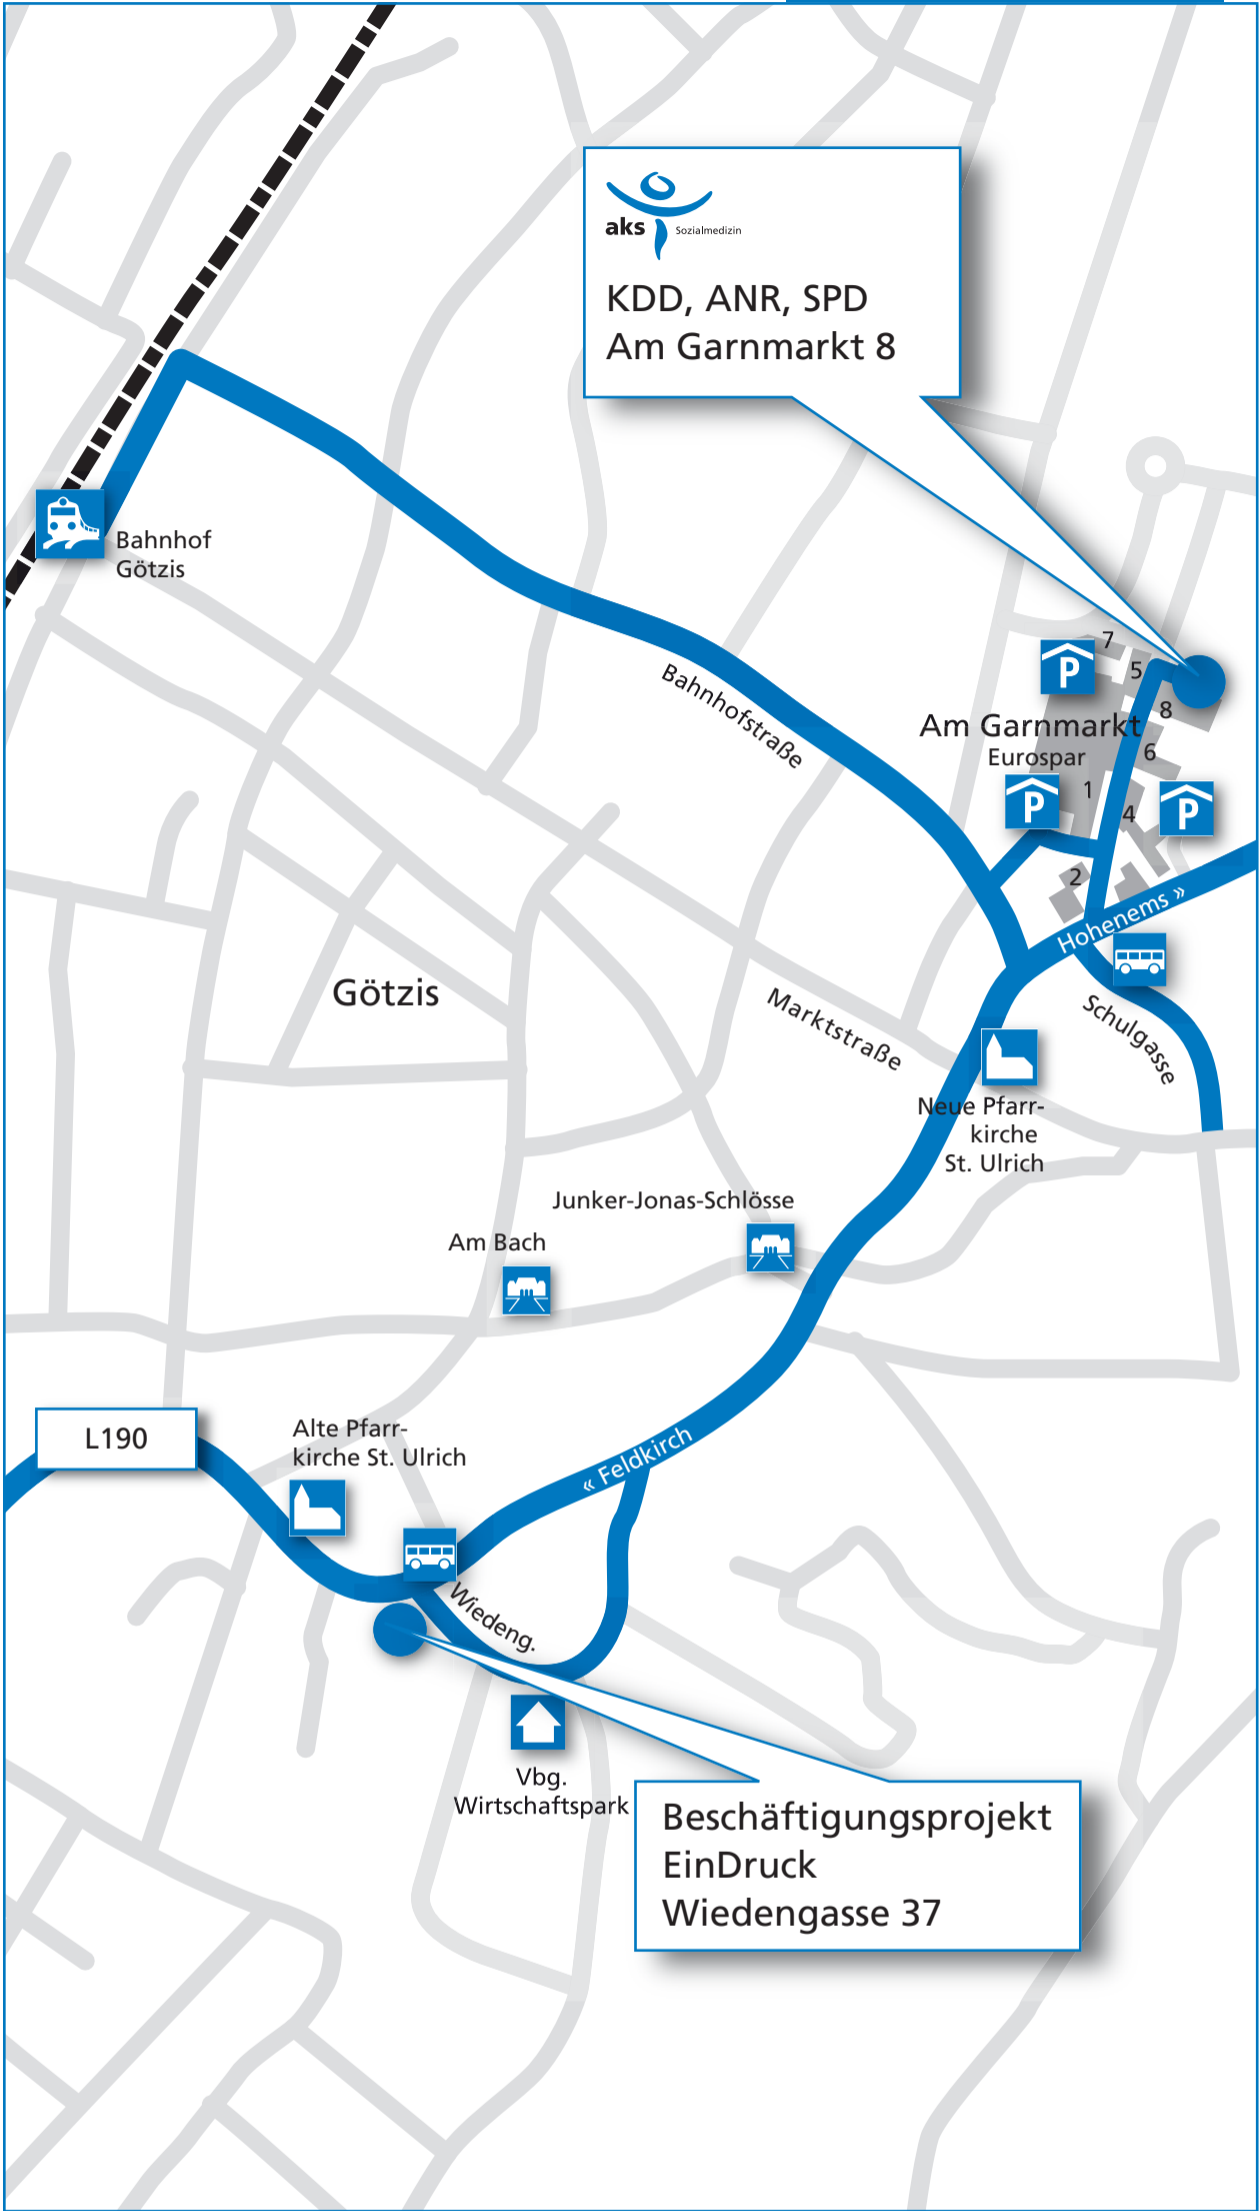 aks Sozialmedizin
KDD, ANR, SPD
Am Garnmarkt 8
Bahnhof
Götzis
7
P
5
8
Am Garnmarkt
Eurospar
6
1
P
4
P
2
Bahnhofstraße
Hohenems »
Götzis
Marktstraße
Schulgasse
Neue Pfarr-
kirche
St. Ulrich
Junker-Jonas-Schlösse
Am Bach
L190
Alte Pfarr-
kirche St. Ulrich
« Feldkirch
Wiedeng.
Vbg.
Wirtschaftspark
Beschäftigungsprojekt
EinDruck
Wiedengasse 37